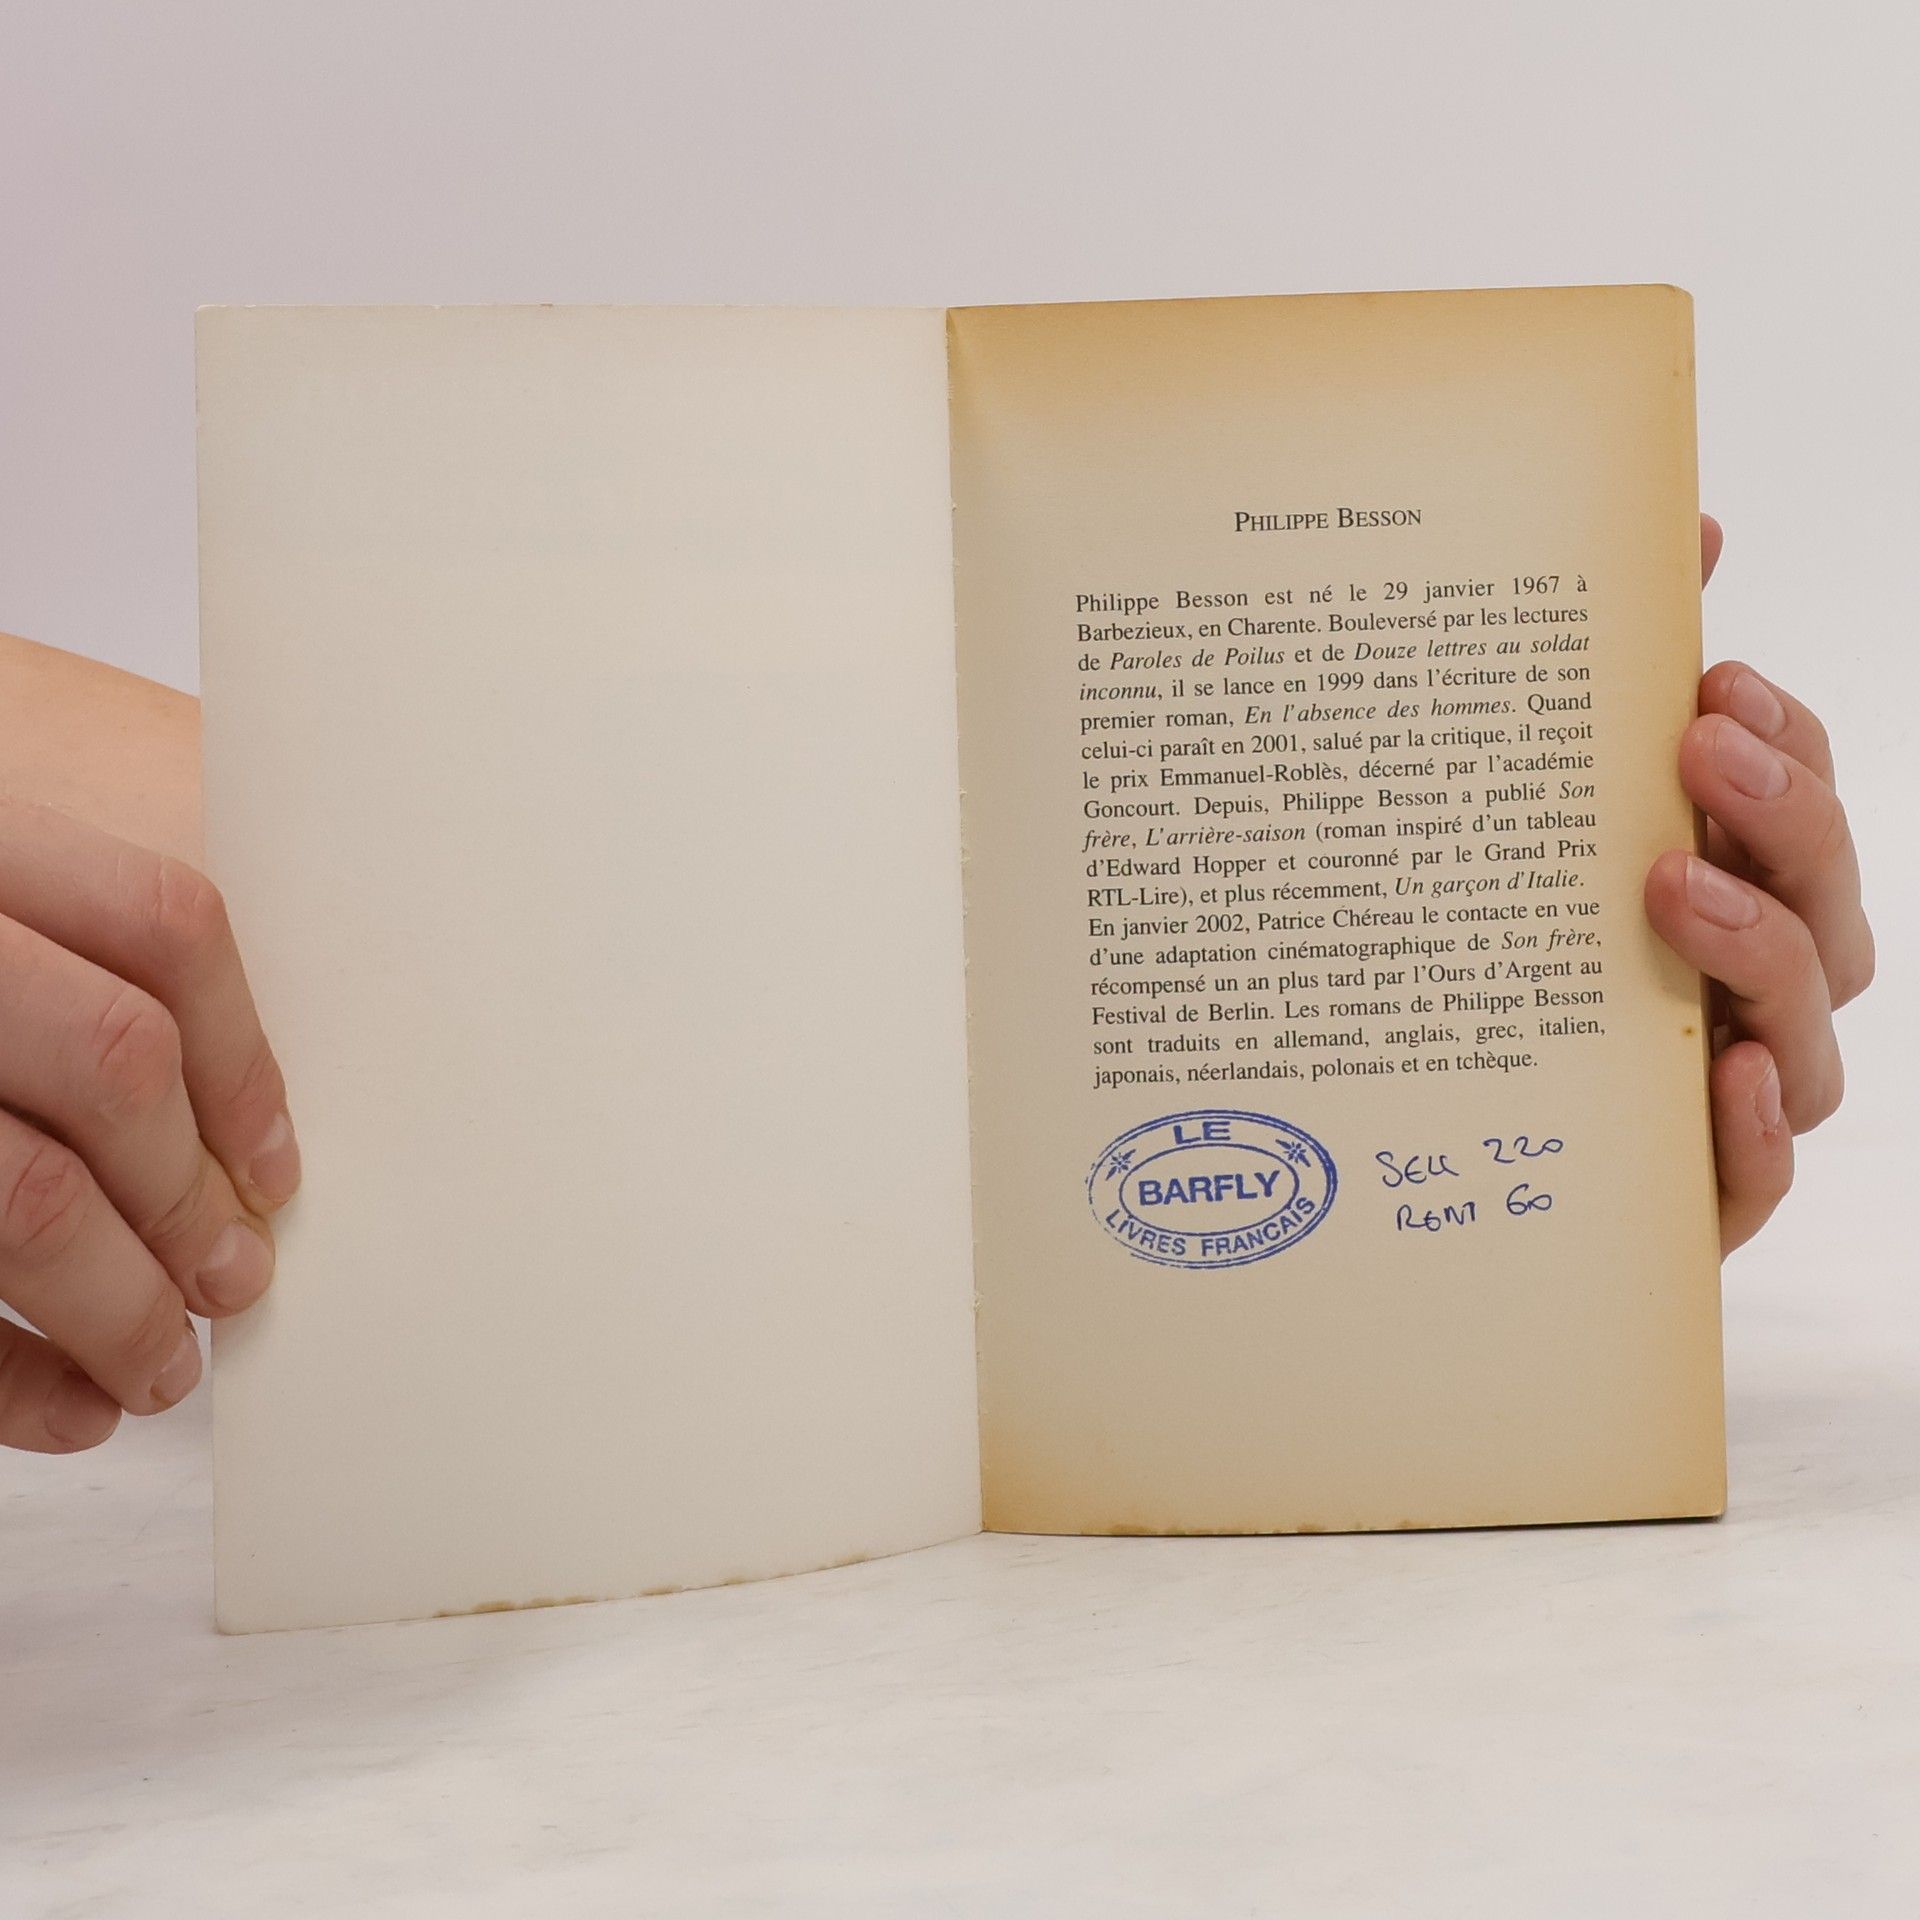 PHILIPPE BESSON
Philippe Besson est né le 29 janvier 1967 à
Barbezieux, en Charente. Bouleversé par les lectures
de Paroles de Poilus et de Douze lettres au soldat
inconnu, il se lance en 1999 dans l'écriture de son
premier roman, En l'absence des hommes. Quand
celui-ci paraît en 2001, salué par la critique, il reçoit
le prix Emmanuel-Roblès, décerné par l'académie
Goncourt. Depuis, Philippe Besson a publié Son
frère, L'arrière-saison (roman inspiré d'un tableau
d'Edward Hopper et couronné par le Grand Prix
RTL-Lire), et plus récemment, Un garçon d'Italie.
En janvier 2002, Patrice Chéreau le contacte en vue
d'une adaptation cinématographique de Son frère,
récompensé un an plus tard par l'Ours d'Argent au
Festival de Berlin. Les romans de Philippe Besson
sont traduits en allemand, anglais, grec, italien,
japonais, néerlandais, polonais et en tchèque.
LE
BARFLY
LIVRES FRANCAIS
SELL 220
RENT 60